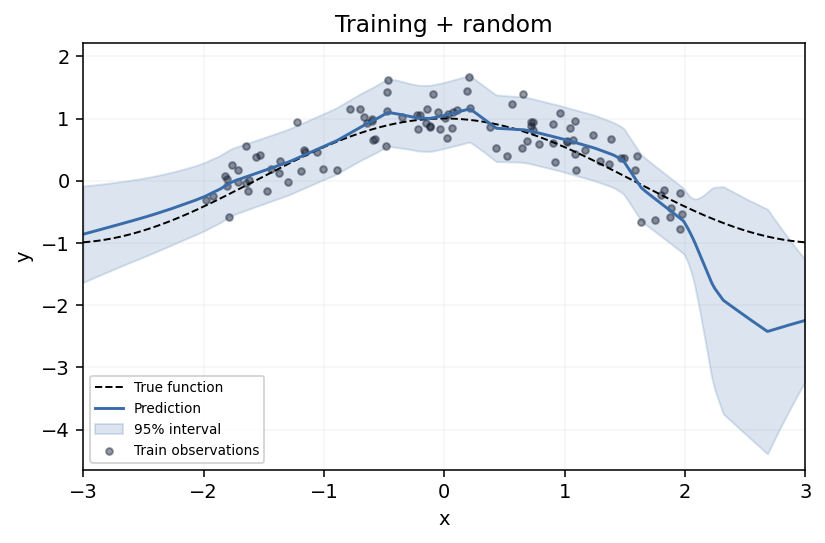 Training + random
2
1
0
−1
−2
−3
−4
y
True function
Prediction
95% interval
Train observations
−3 −2 −1 0 1 2 3
x